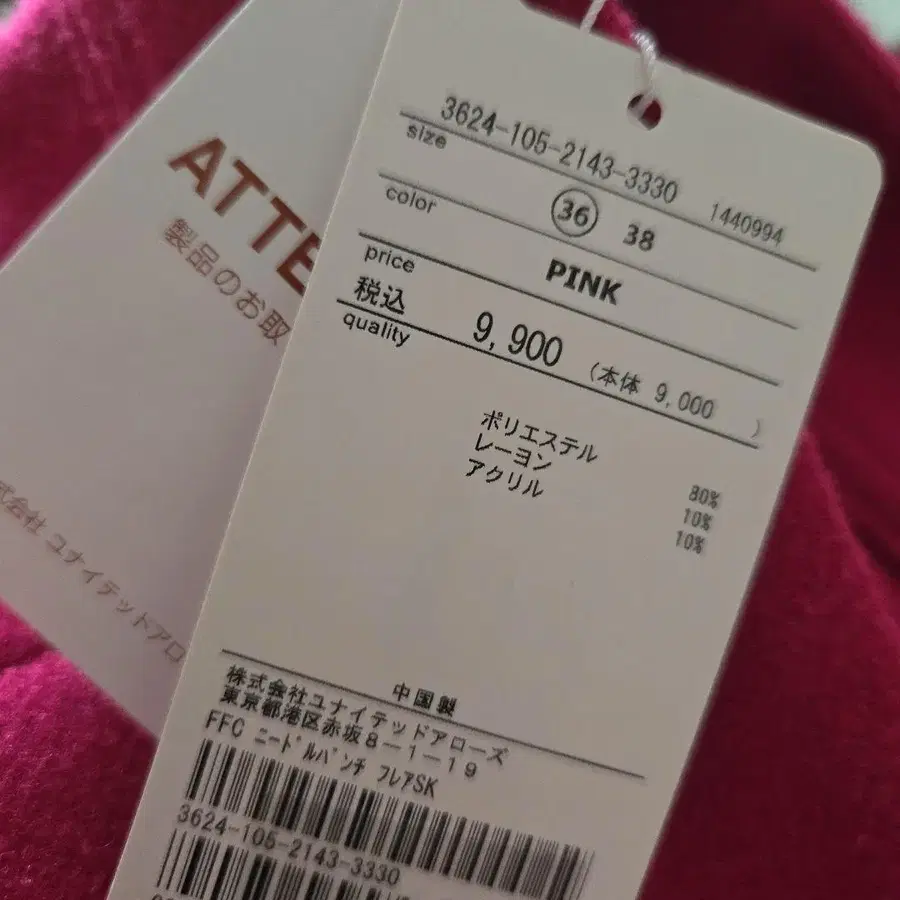 ATTE
製品のお取
式会社 ユナイテッドアロ
3624-105-2143-3330 1440994
size
36 38
color
PINK
price
税込 9,900 (本体 9,000 )
quality
ポリエステル 80%
レーヨン 10%
アクリル 10%
中国製
株式会社ユナイテッドアローズ
東京都港区赤坂8-1-19
FFC ニードルパンチ フレアSK
3624-105-2143-3330